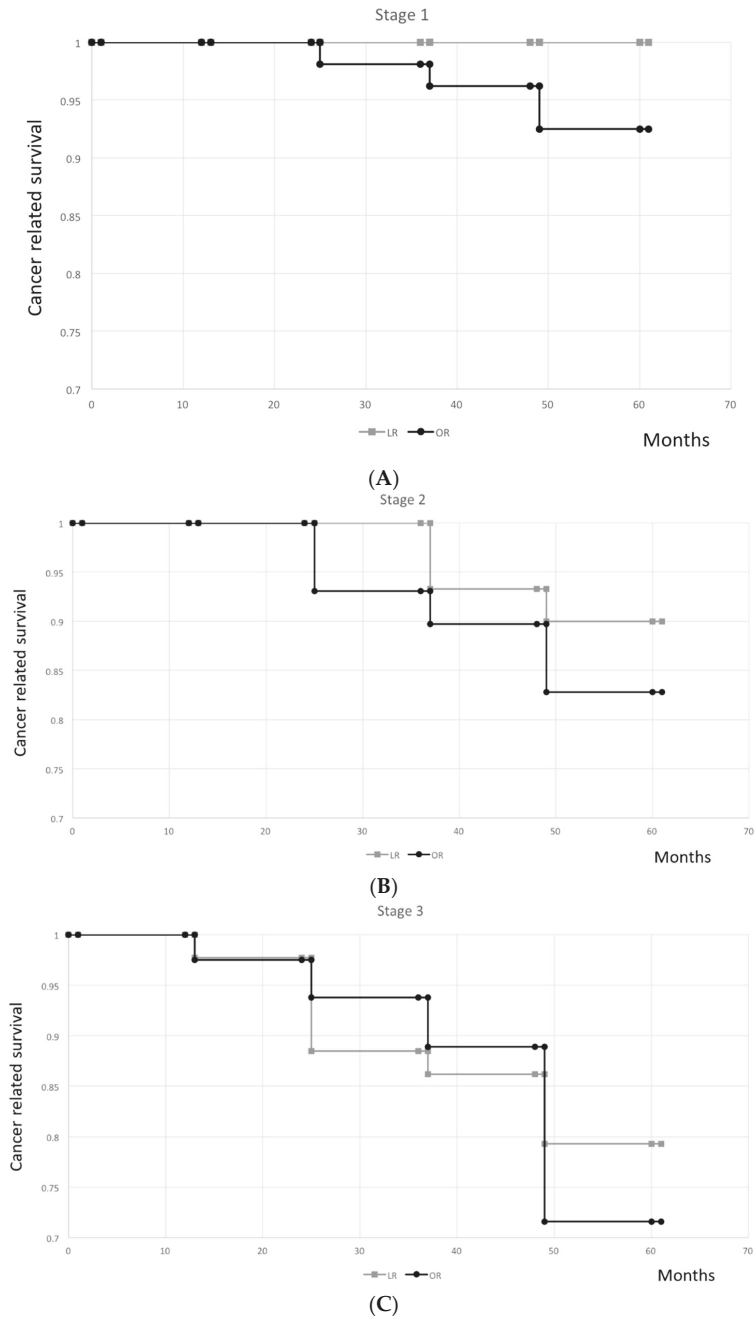 Stage 1
1
0.95
0.9
0.85
0.8
0.75
0.7
Cancer related survival
0 10 20 30 40 50 60 70
LR OR
Months
(A)
Stage 2
1
0.95
0.9
0.85
0.8
0.75
0.7
Cancer related survival
0 10 20 30 40 50 60 70
LR OR
Months
(B)
Stage 3
1
0.95
0.9
0.85
0.8
0.75
0.7
Cancer related survival
0 10 20 30 40 50 60 70
LR OR
Months
(C)